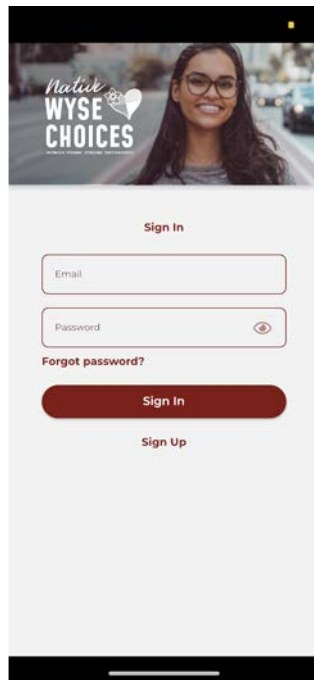 Native
WYSE
CHOICES
Sign In
Email
Password
Forgot password?
Sign In
Sign Up